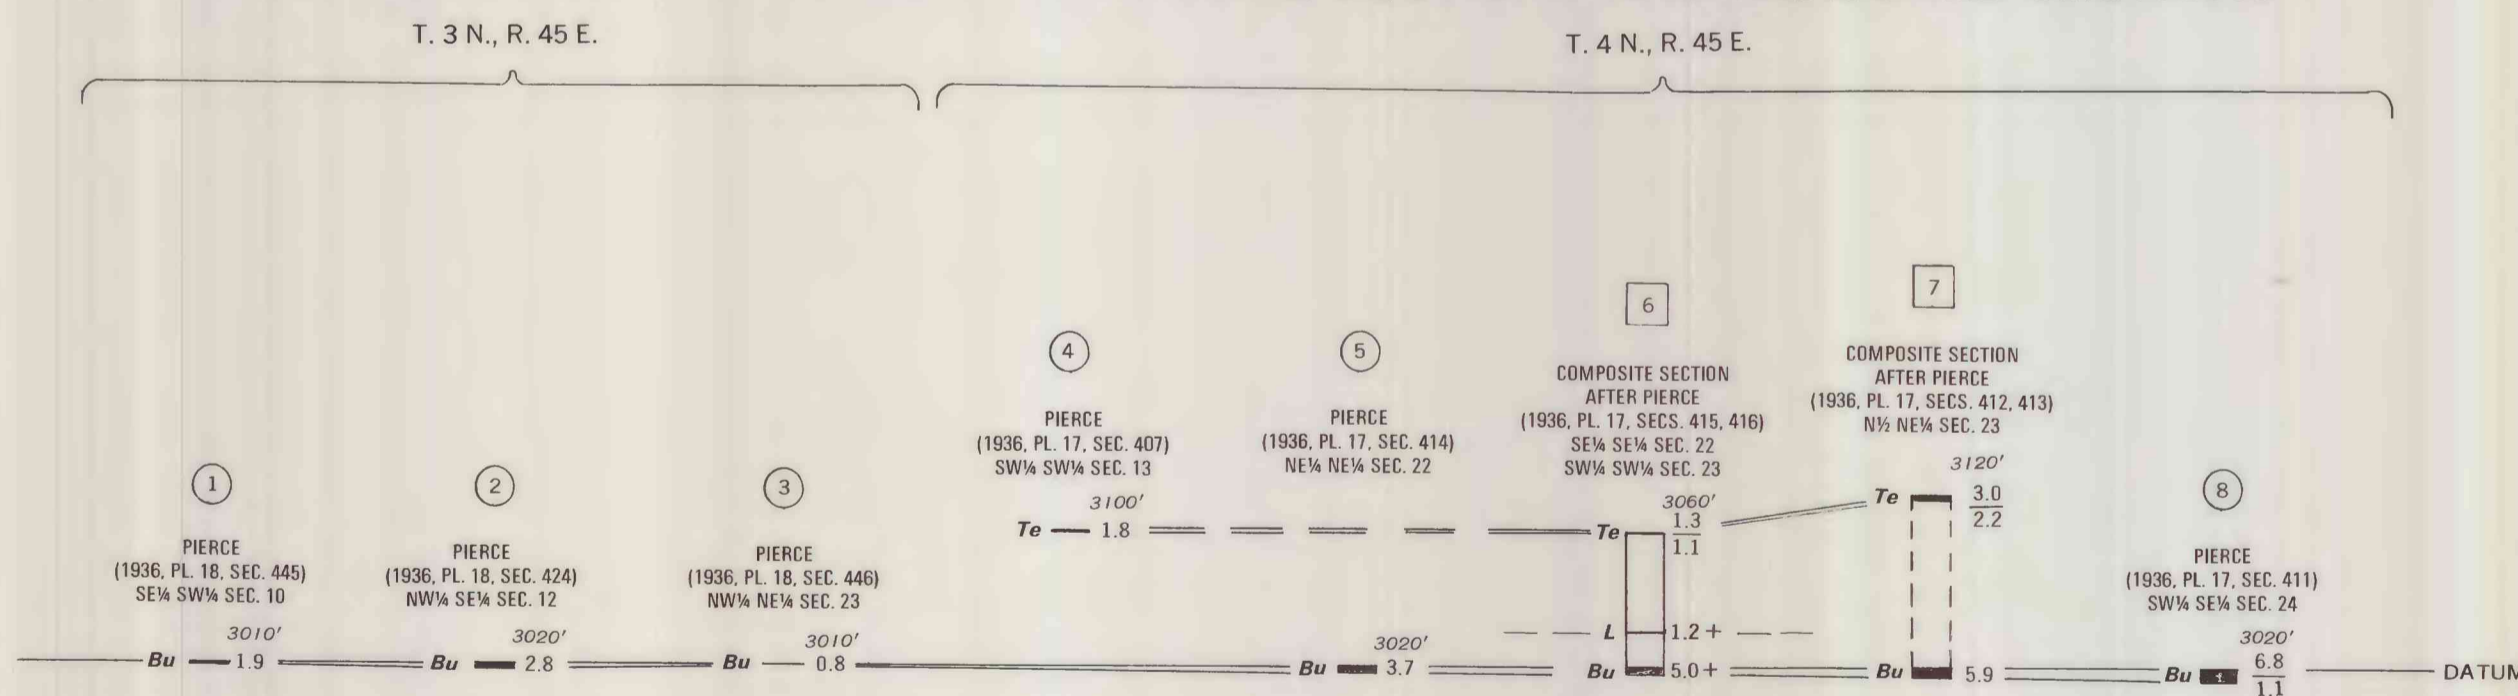 T. 3 N., R. 45 E.
T. 4 N., R. 45 E.
1
PIERCE
(1936, PL. 18, SEC. 445)
SE¼ SW¼ SEC. 10
3010'
Bu 1.9
2
PIERCE
(1936, PL. 18, SEC. 424)
NW¼ SE¼ SEC. 12
3020'
Bu 2.8
3
PIERCE
(1936, PL. 18, SEC. 446)
NW¼ NE¼ SEC. 23
3010'
Bu 0.8
4
PIERCE
(1936, PL. 17, SEC. 407)
SW¼ SW¼ SEC. 13
3100'
Te 1.8
5
PIERCE
(1936, PL. 17, SEC. 414)
NE¼ NE¼ SEC. 22
3020'
Bu 3.7
6
COMPOSITE SECTION
AFTER PIERCE
(1936, PL. 17, SECS. 415, 416)
SE¼ SE¼ SEC. 22
SW¼ SW¼ SEC. 23
3060'
Te 1.3
1.1
L 1.2+
Bu 5.0+
7
COMPOSITE SECTION
AFTER PIERCE
(1936, PL. 17, SECS. 412, 413)
N½ NE¼ SEC. 23
3120'
Te 3.0
2.2
Bu 5.9
8
PIERCE
(1936, PL. 17, SEC. 411)
SW¼ SE¼ SEC. 24
3020'
Bu 6.8
1.1
DATUM